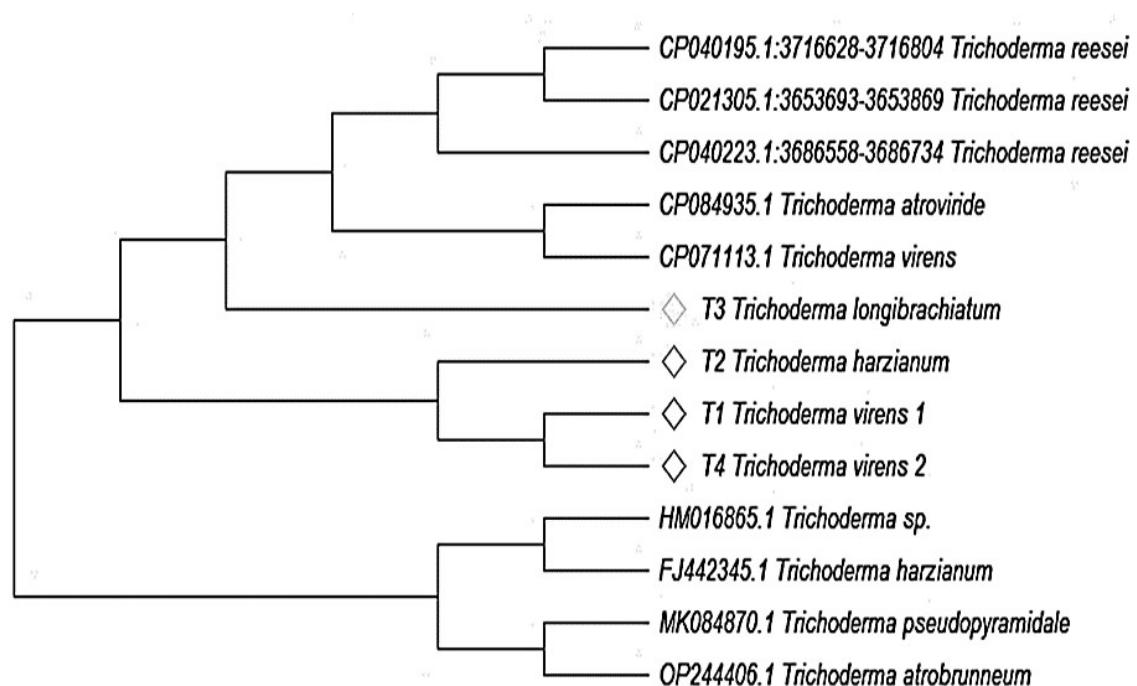 CP040195.1:3716628-3716804 Trichoderma reesei
CP021305.1:3653693-3653869 Trichoderma reesei
CP040223.1:3686558-3686734 Trichoderma reesei
CP084935.1 Trichoderma atroviride
CP071113.1 Trichoderma virens
T3 Trichoderma longibrachiatum
T2 Trichoderma harzianum
T1 Trichoderma virens 1
T4 Trichoderma virens 2
HM016865.1 Trichoderma sp.
FJ442345.1 Trichoderma harzianum
MK084870.1 Trichoderma pseudopyramidale
OP244406.1 Trichoderma atrobrunneum